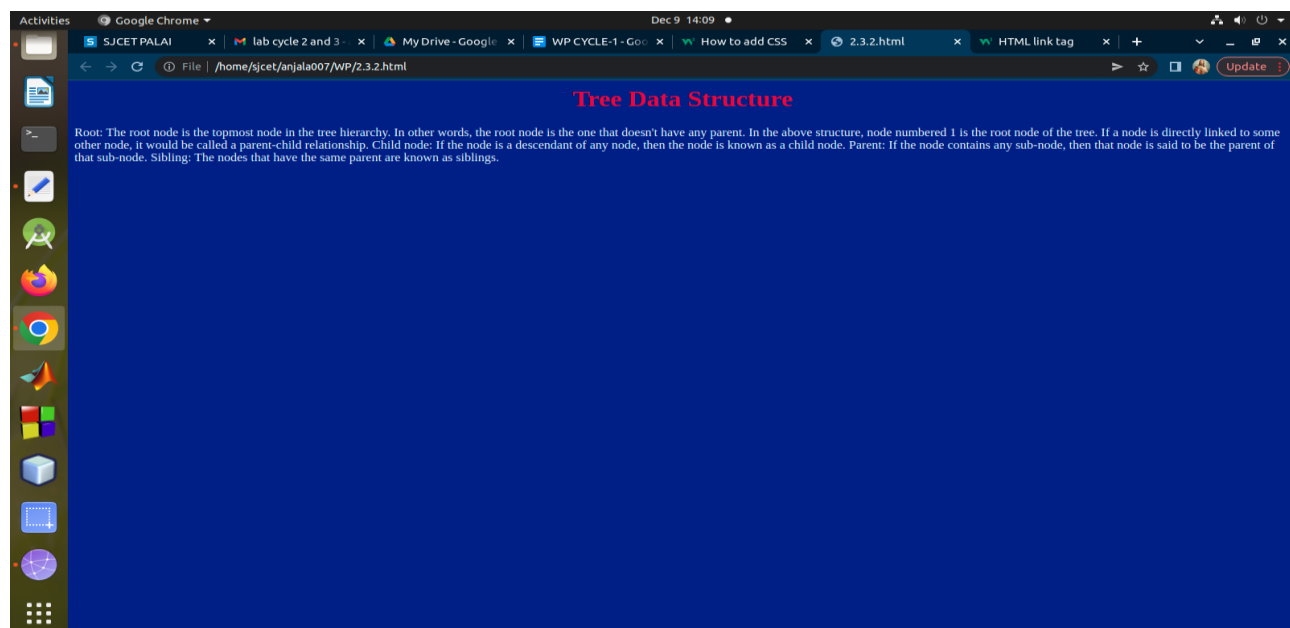 Activities Google Chrome Dec 9 14:09
SJCET PALAI lab cycle 2 and 3 - My Drive - Google WP CYCLE-1 - Goo How to add CSS 2.3.2.html HTML link tag
File /home/sjcet/anjala007/WP/2.3.2.html Update
Tree Data Structure
Root: The root node is the topmost node in the tree hierarchy. In other words, the root node is the one that doesn't have any parent. In the above structure, node numbered 1 is the root node of the tree. If a node is directly linked to some
other node, it would be called a parent-child relationship. Child node: If the node is a descendant of any node, then the node is known as a child node. Parent: If the node contains any sub-node, then that node is said to be the parent of
that sub-node. Sibling: The nodes that have the same parent are known as siblings.